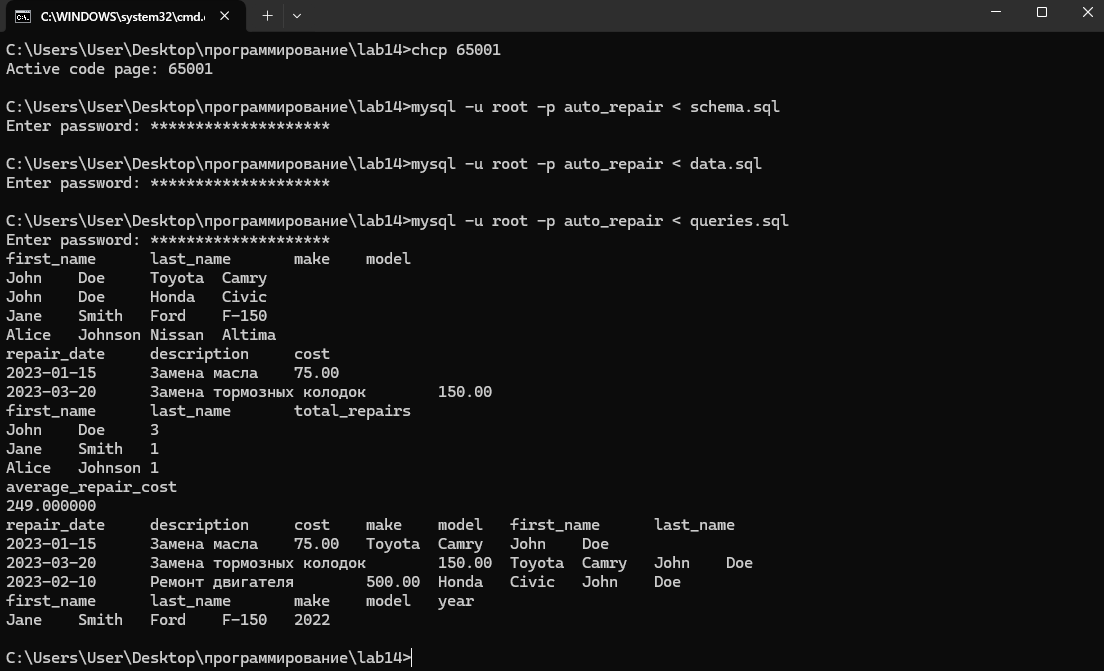 C:\WINDOWS\system32\cmd.
C:\Users\User\Desktop\программирование\lab14>chcp 65001
Active code page: 65001
C:\Users\User\Desktop\программирование\lab14>mysql -u root -p auto_repair < schema.sql
Enter password: ********************
C:\Users\User\Desktop\программирование\lab14>mysql -u root -p auto_repair < data.sql
Enter password: ********************
C:\Users\User\Desktop\программирование\lab14>mysql -u root -p auto_repair < queries.sql
Enter password: ********************
first_name      last_name       make    model
John    Doe     Toyota  Camry
John    Doe     Honda   Civic
Jane    Smith   Ford    F-150
Alice   Johnson Nissan  Altima
repair_date     description     cost
2023-01-15      Замена масла    75.00
2023-03-20      Замена тормозных колодок        150.00
first_name      last_name       total_repairs
John    Doe     3
Jane    Smith   1
Alice   Johnson 1
average_repair_cost
249.000000
repair_date     description     cost    make    model   first_name      last_name
2023-01-15      Замена масла    75.00   Toyota  Camry   John    Doe
2023-03-20      Замена тормозных колодок        150.00  Toyota  Camry   John    Doe
2023-02-10      Ремонт двигателя        500.00  Honda   Civic   John    Doe
first_name      last_name       make    model   year
Jane    Smith   Ford    F-150   2022
C:\Users\User\Desktop\программирование\lab14>